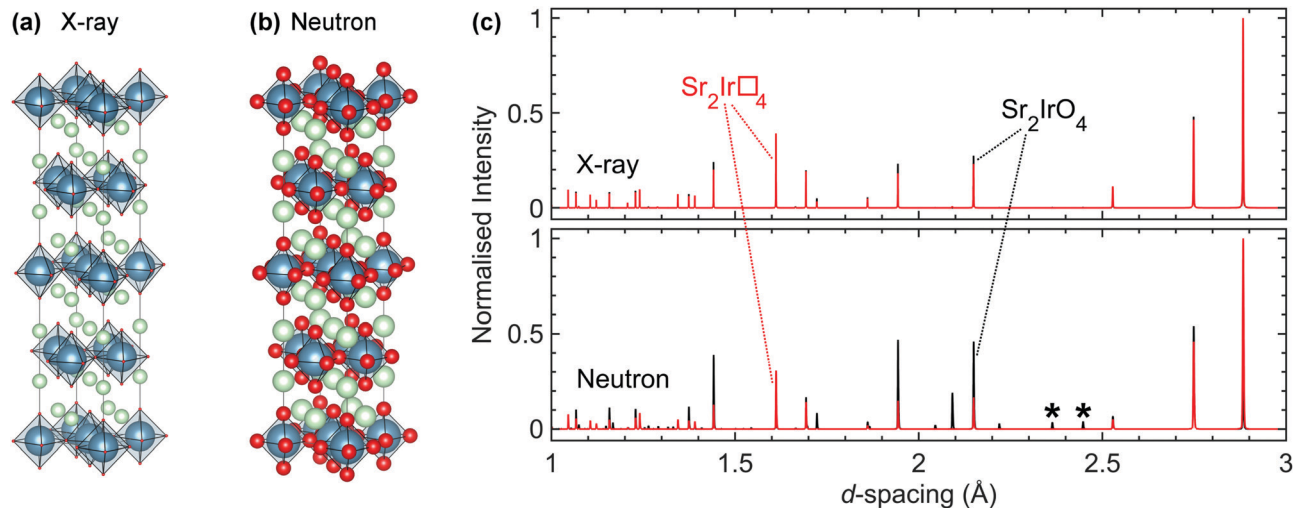 (a) X-ray
(b) Neutron
(c)
Normalised Intensity
1
0.5
0
Sr₂Ir□₄
Sr₂IrO₄
X-ray
1
0.5
0
Neutron
* *
1 1.5 2 2.5 3
d-spacing (Å)